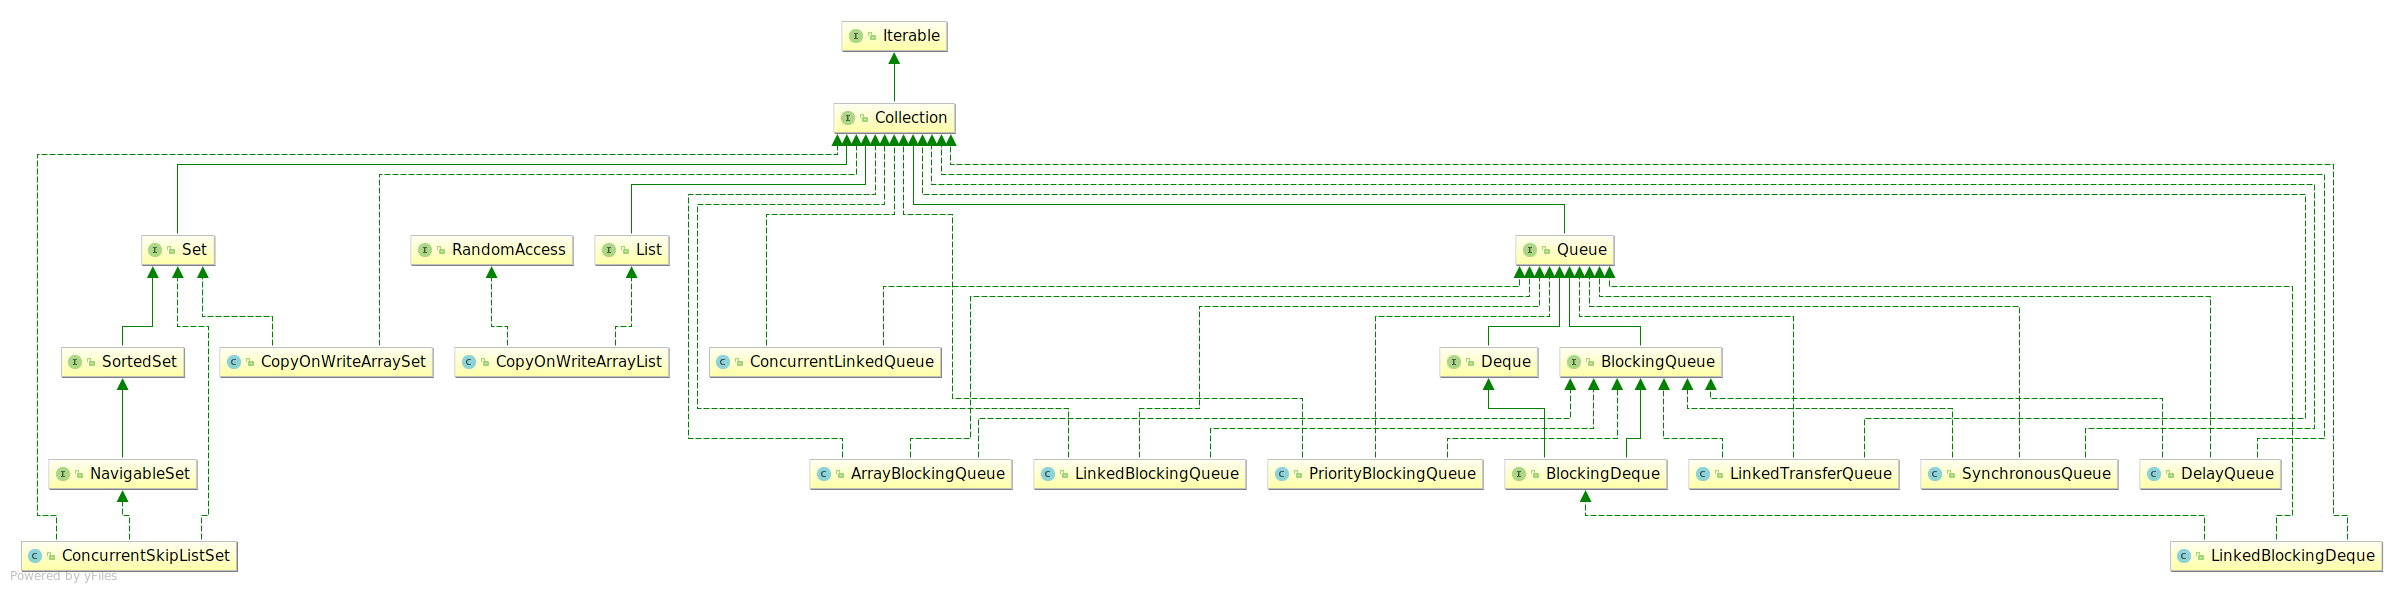 Iterable
Collection
Set
RandomAccess
List
Queue
SortedSet
CopyOnWriteArraySet
CopyOnWriteArrayList
ConcurrentLinkedQueue
Deque
BlockingQueue
NavigableSet
ArrayBlockingQueue
LinkedBlockingQueue
PriorityBlockingQueue
BlockingDeque
LinkedTransferQueue
SynchronousQueue
DelayQueue
ConcurrentSkipListSet
LinkedBlockingDeque
Powered by yFiles